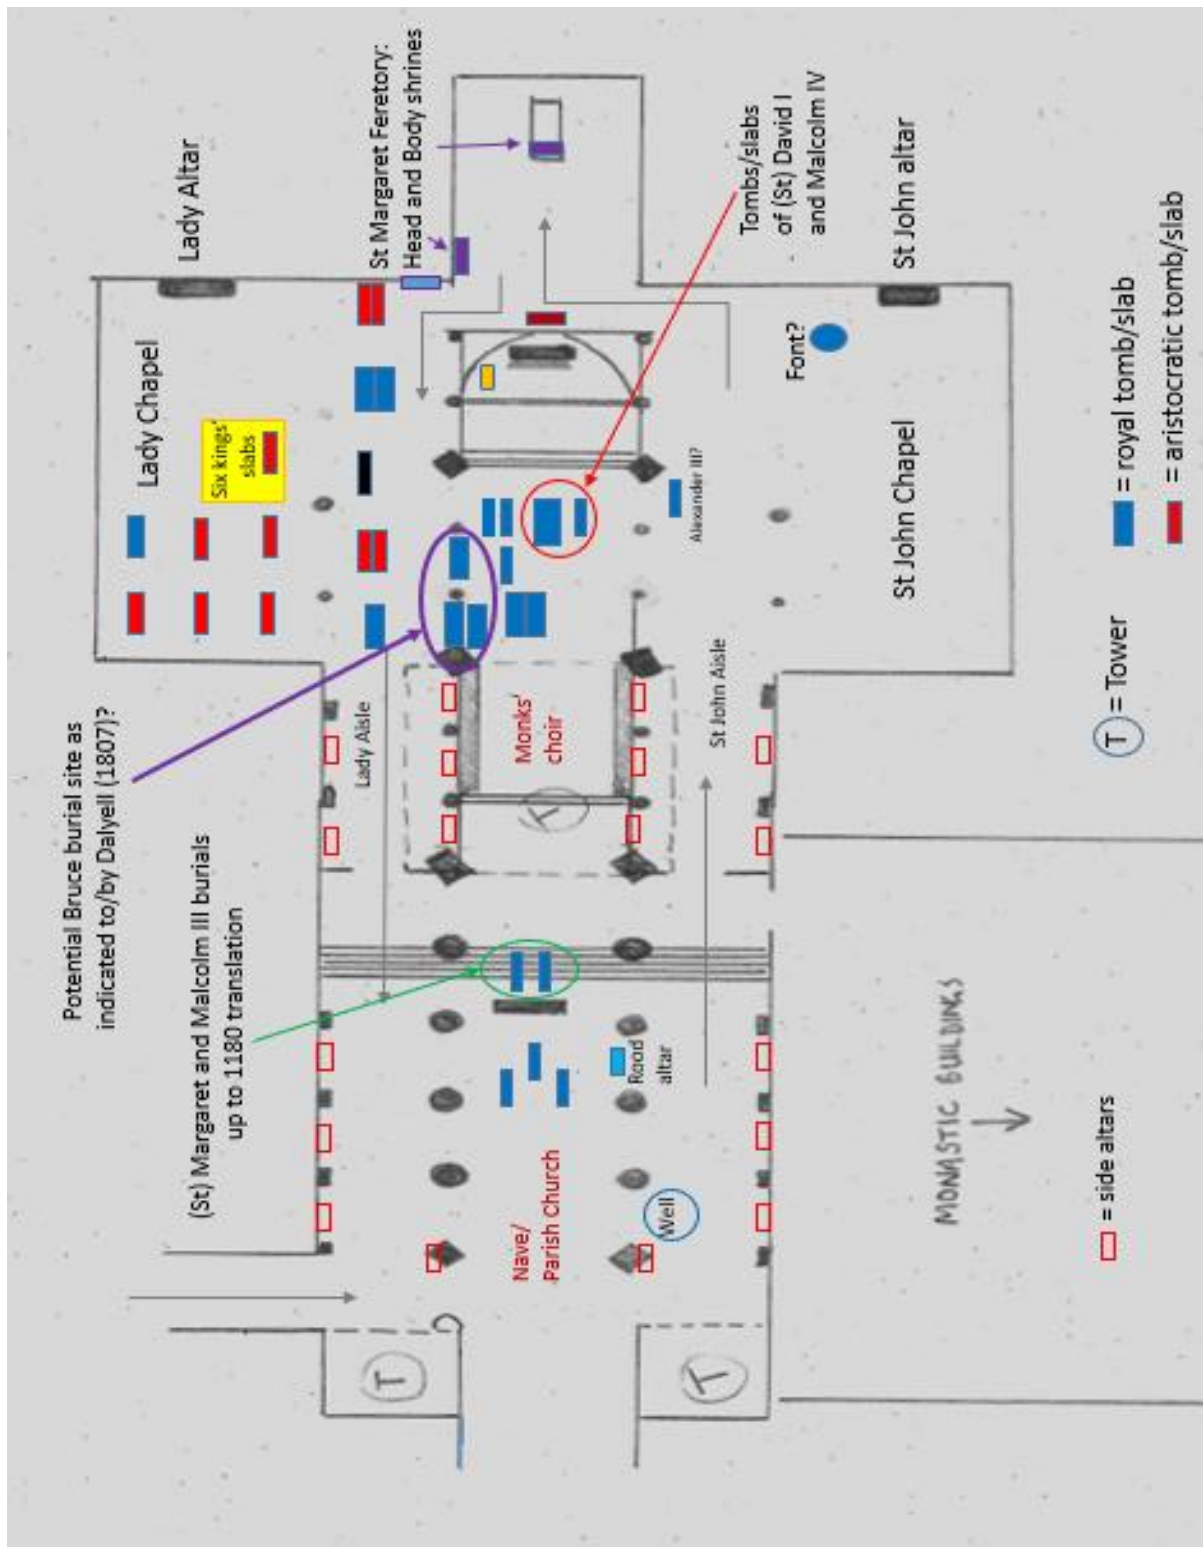 Potential Bruce burial site as
indicated to/by Dalyell (1807)?
(St) Margaret and Malcolm III burials
up to 1180 translation
Lady Chapel
Lady Altar
Six kings'
slabs
St Margaret Feretory:
Head and Body shrines
Tombs/slabs
of (St) David I
and Malcolm IV
Lady Aisle
Monks'
choir
T
St John Aisle
Alexander III?
Font?
St John altar
St John Chapel
Nave/
Parish Church
Rood
altar
Well
T
T
MONASTIC BUILDINGS
= side altars
T = Tower
= royal tomb/slab
= aristocratic tomb/slab